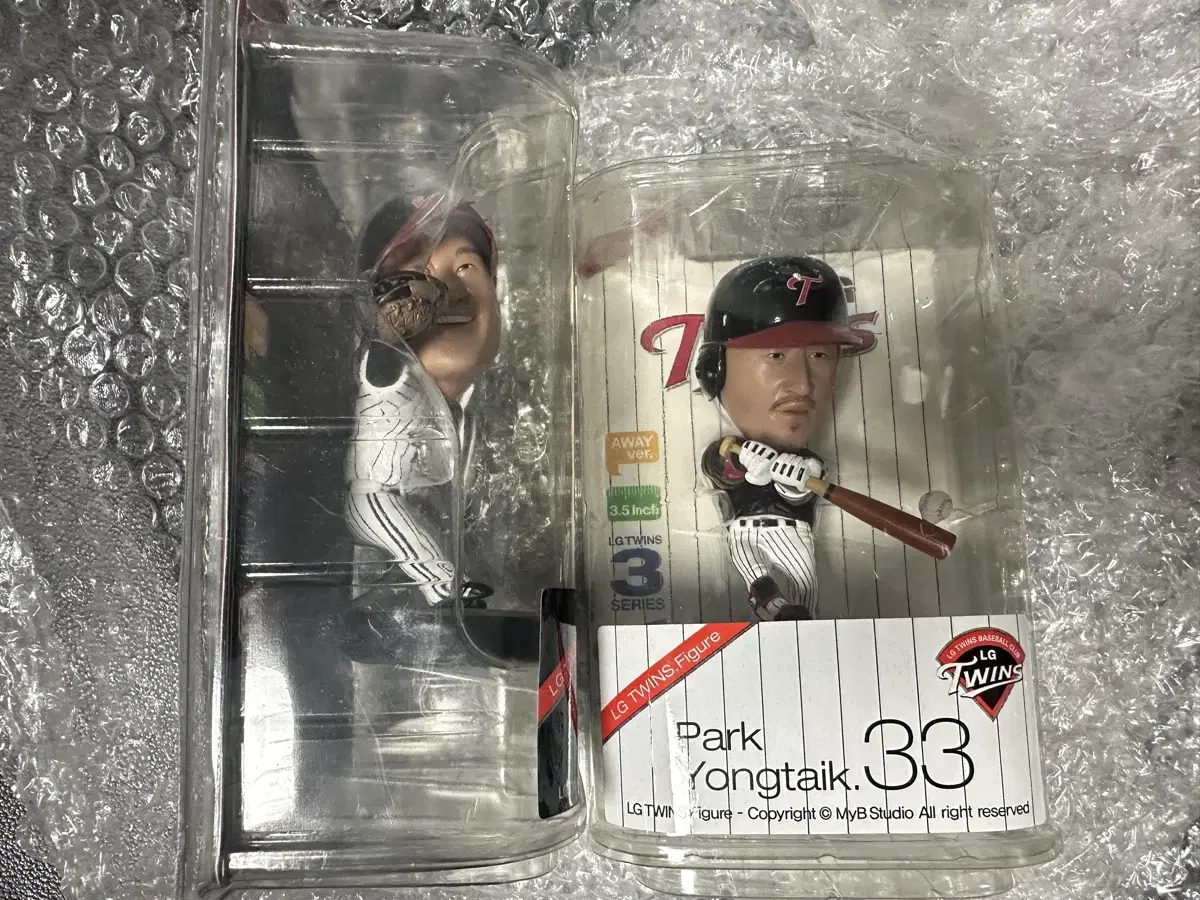 T
AWAY
ver.
3.5 inch
LG TWINS
3
SERIES
LG TWINS.Figure
LG TWINS BASEBALL CLUB
LG
TWINS
Park
Yongtaik.33
LG TWINS Figure - Copyright © MyB Studio All right reserved
LG